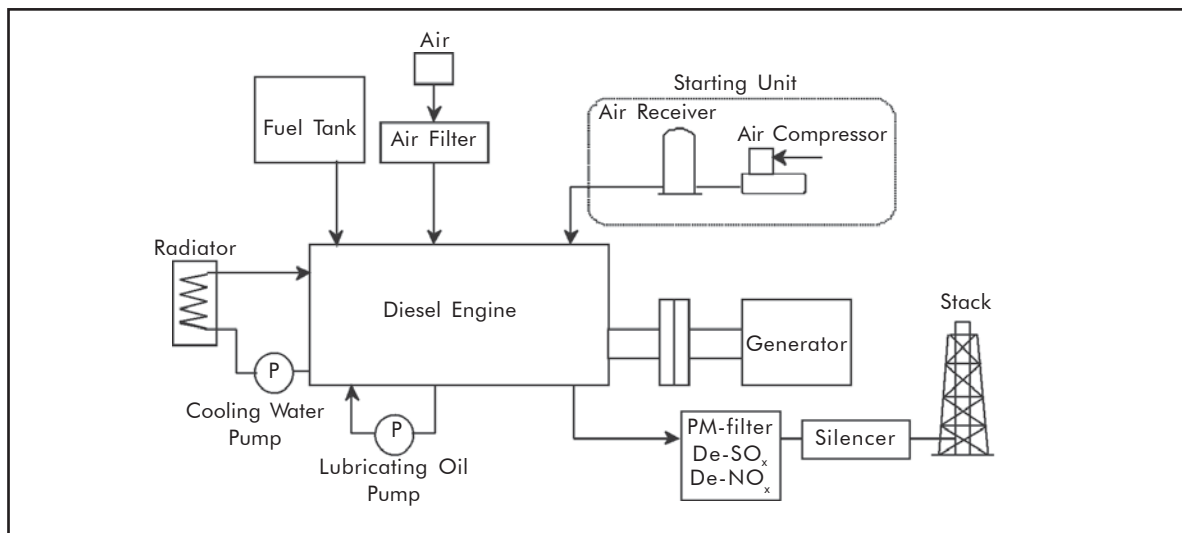 Air
Starting Unit
Fuel Tank
Air Filter
Air Receiver
Air Compressor
Radiator
Diesel Engine
Generator
Stack
P
Cooling Water
Pump
P
Lubricating Oil
Pump
PM-filter
De-SOₓ
De-NOₓ
Silencer